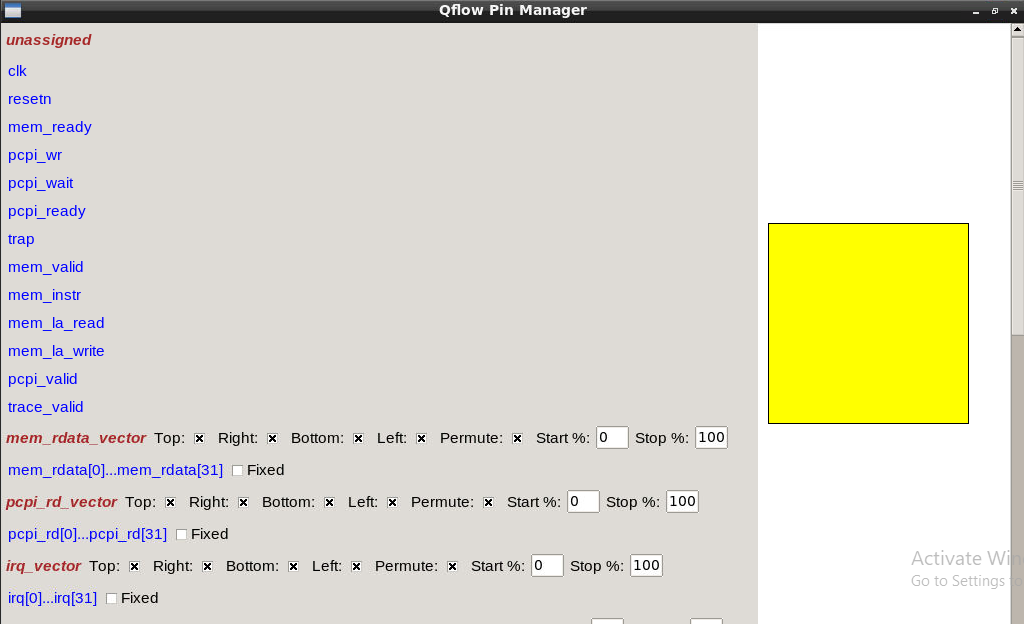 Qflow Pin Manager
unassigned
clk
resetn
mem_ready
pcpi_wr
pcpi_wait
pcpi_ready
trap
mem_valid
mem_instr
mem_la_read
mem_la_write
pcpi_valid
trace_valid
mem_rdata_vector Top: Right: Bottom: Left: Permute: Start %: 0 Stop %: 100
mem_rdata[0]...mem_rdata[31] Fixed
pcpi_rd_vector Top: Right: Bottom: Left: Permute: Start %: 0 Stop %: 100
pcpi_rd[0]...pcpi_rd[31] Fixed
irq_vector Top: Right: Bottom: Left: Permute: Start %: 0 Stop %: 100
irq[0]...irq[31] Fixed
Activate Win
Go to Settings to